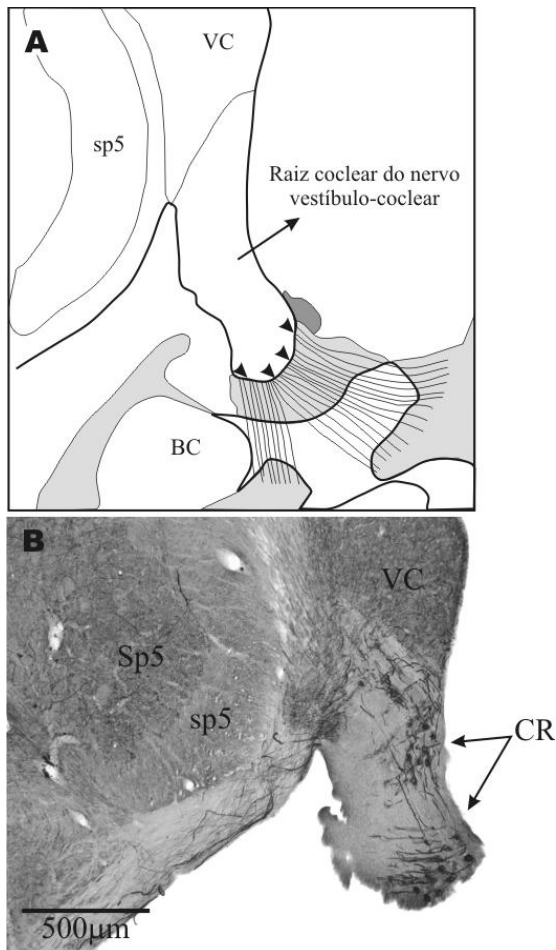 A
VC
sp5
Raiz coclear do nervo
vestíbulo-coclear
BC
B
VC
Sp5
sp5
CR
500µm